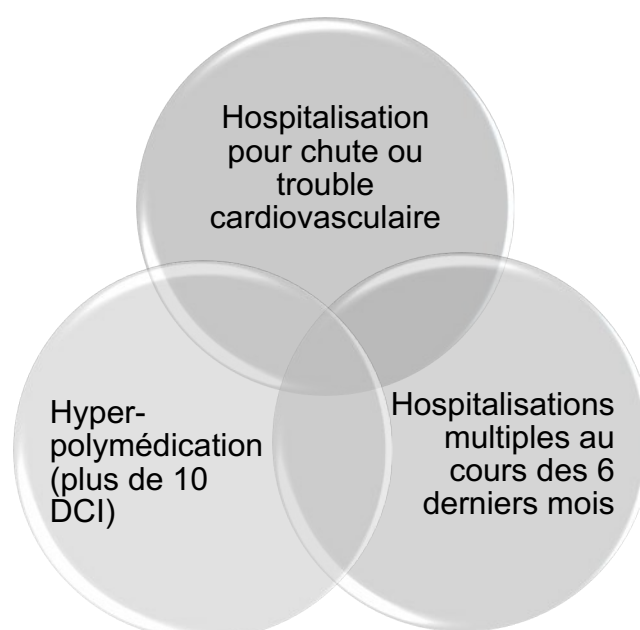 Hospitalisation
pour chute ou
trouble
cardiovasculaire
Hyper-
polymédication
(plus de 10
DCI)
Hospitalisations
multiples au
cours des 6
derniers mois